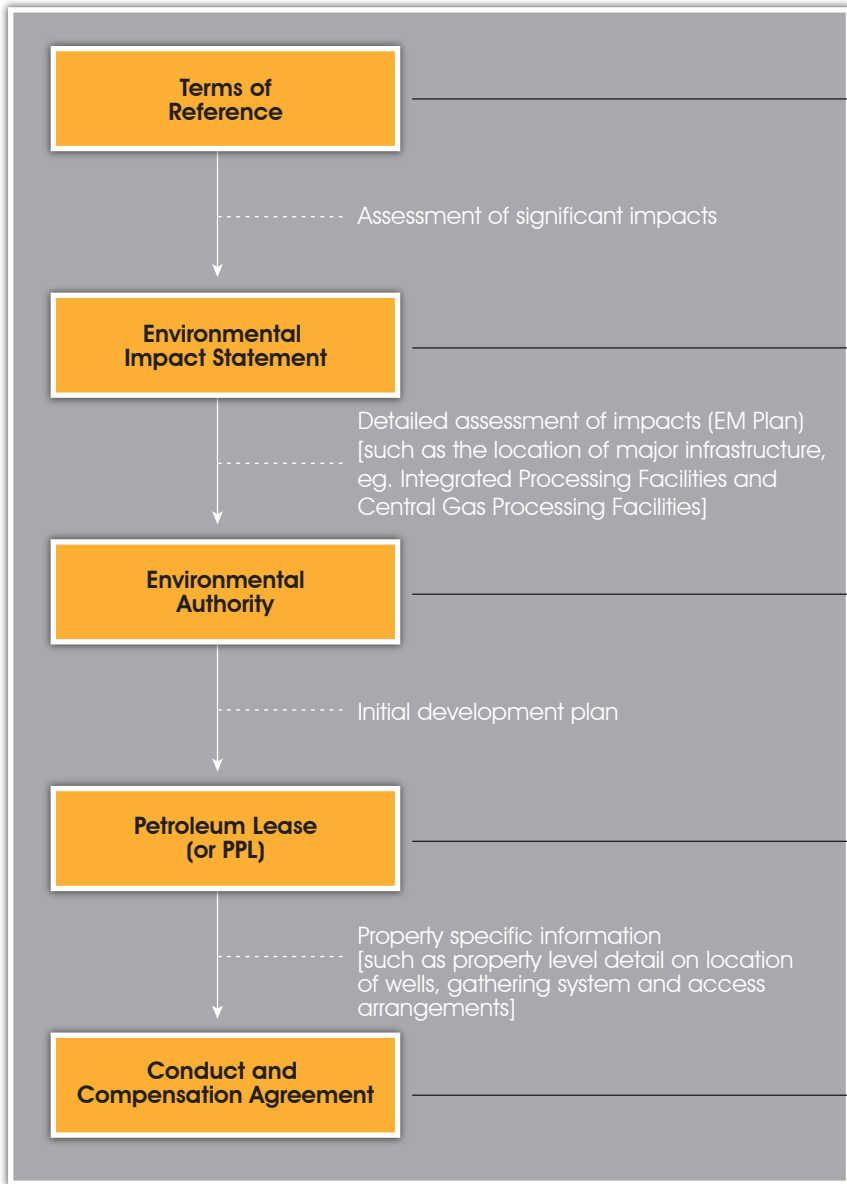 Terms of
Reference
Assessment of significant impacts
Environmental
Impact Statement
Detailed assessment of impacts (EM Plan)
[such as the location of major infrastructure,
eg. Integrated Processing Facilities and
Central Gas Processing Facilities]
Environmental
Authority
Initial development plan
Petroleum Lease
(or PPL)
Property specific information
[such as property level detail on location
of wells, gathering system and access
arrangements]
Conduct and
Compensation Agreement